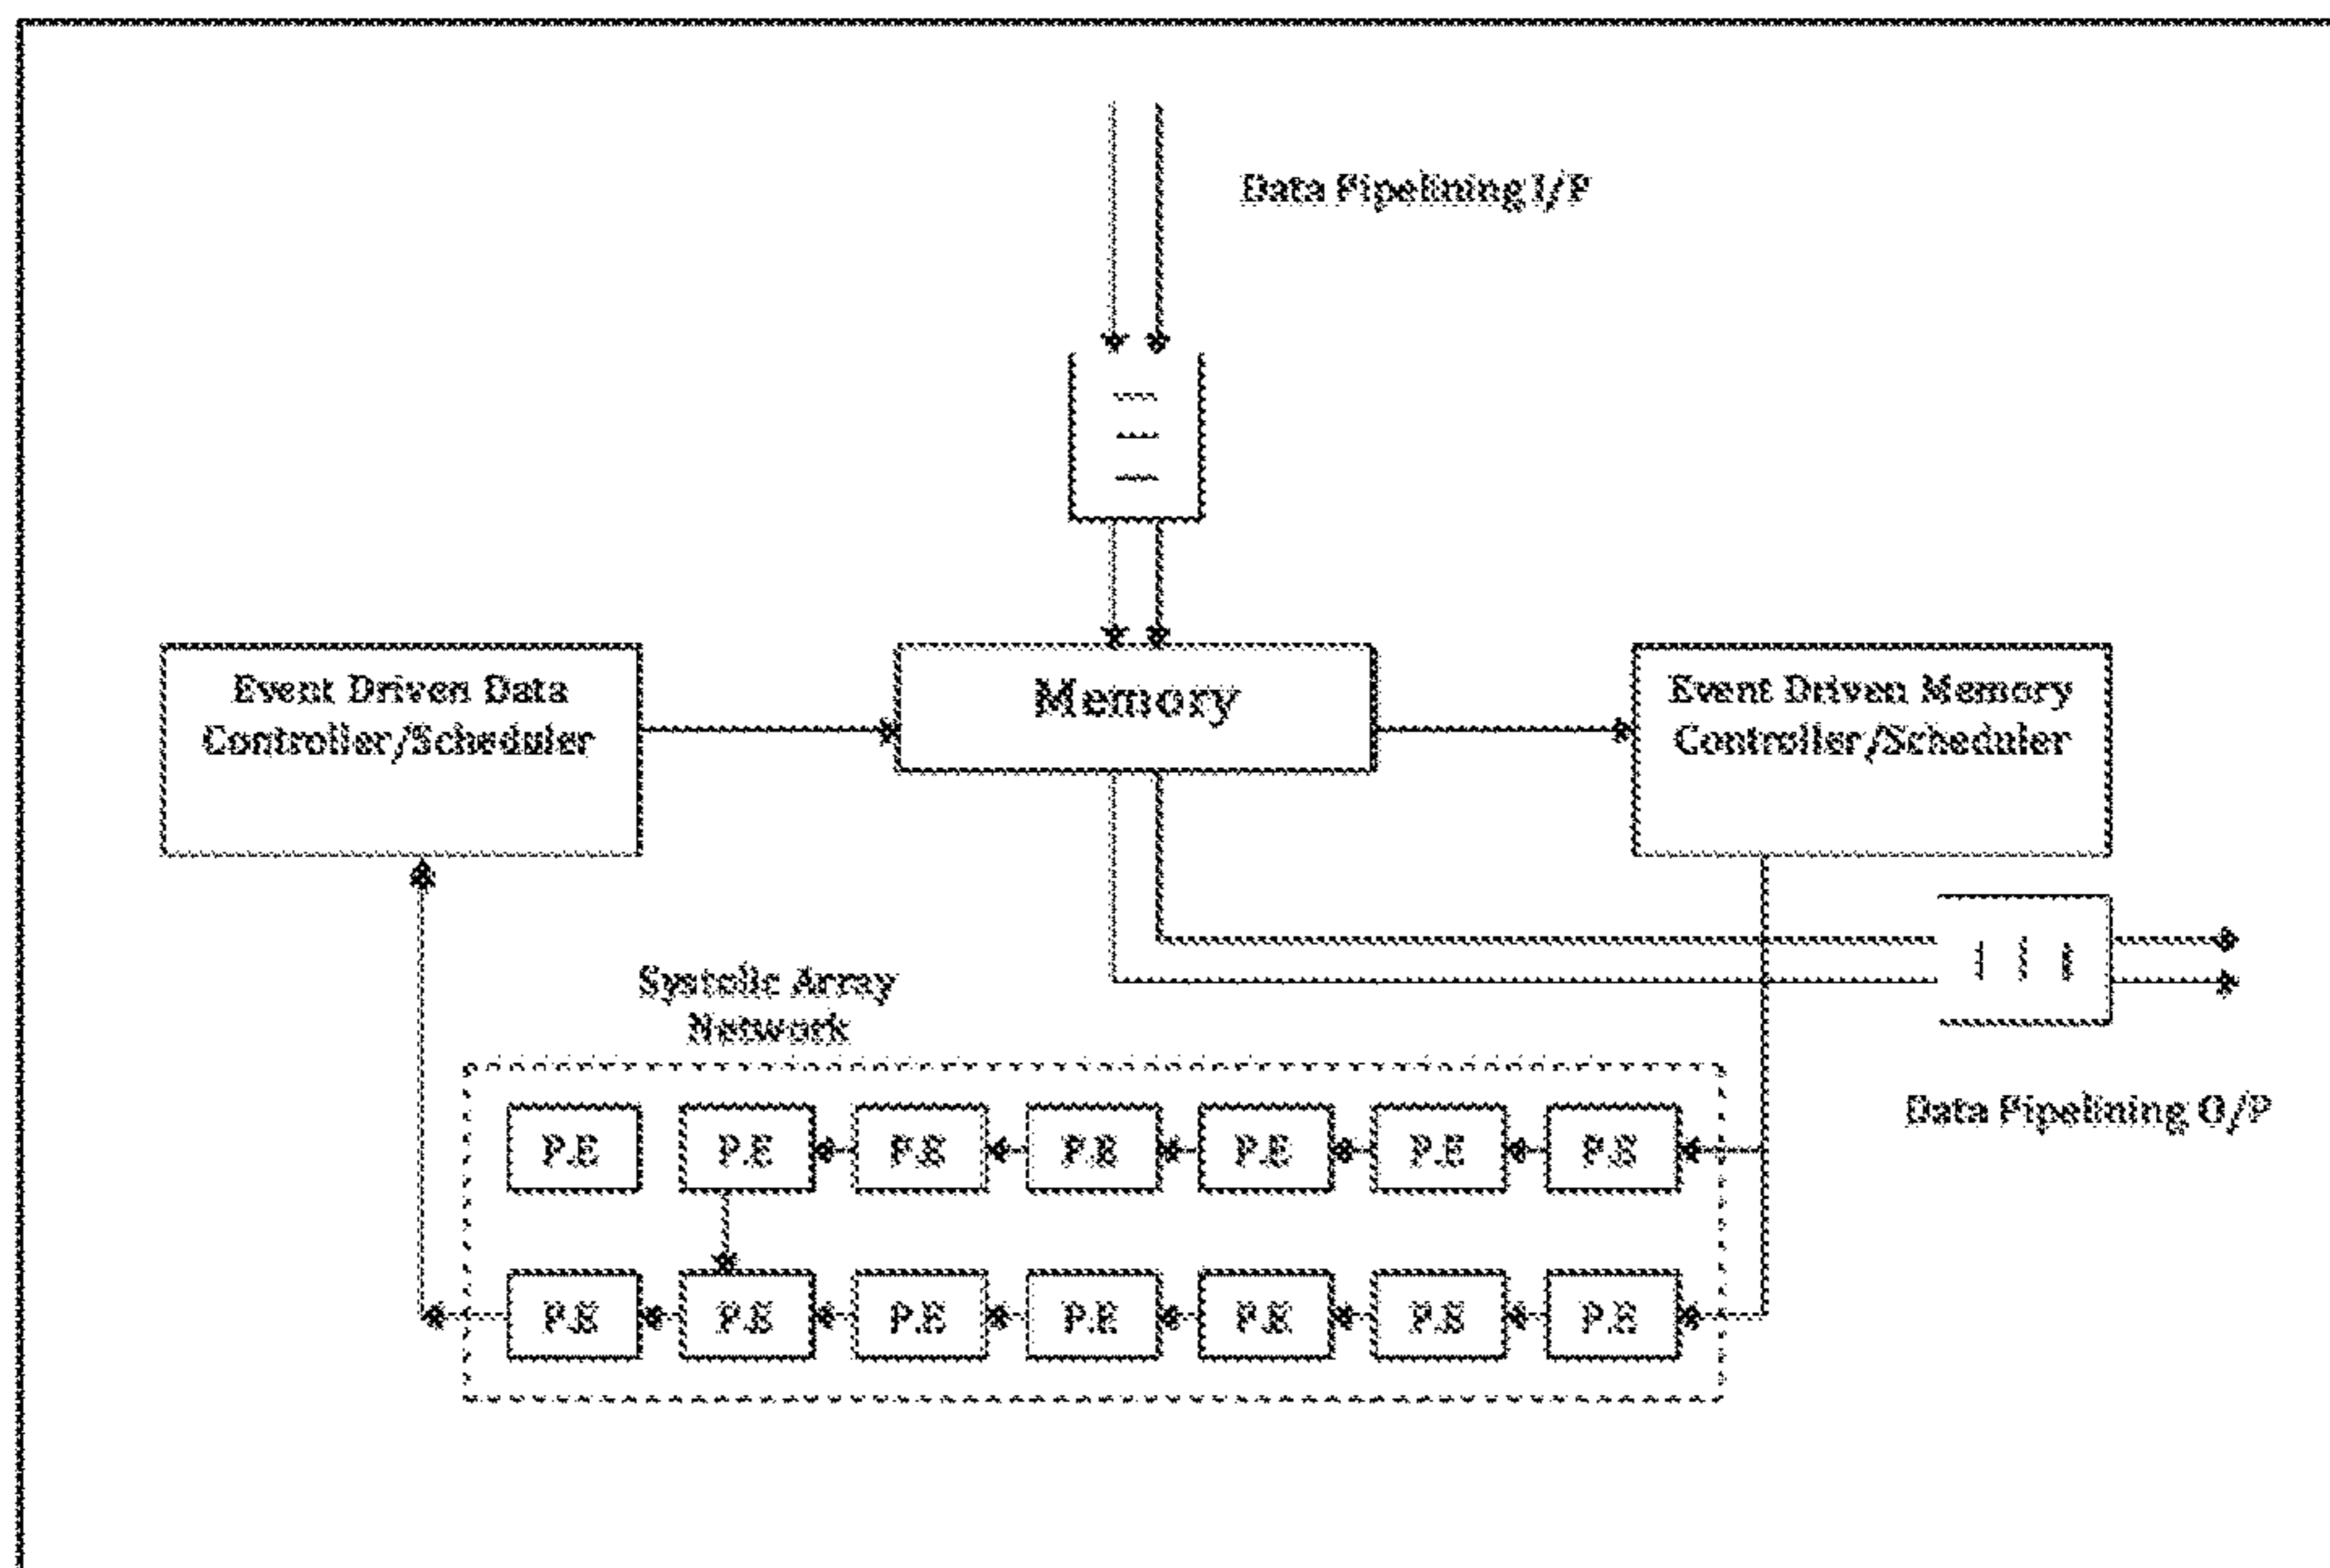 Data Pipelining I/P
Event Driven Data
Controller/Scheduler
Memory
Event Driven Memory
Controller/Scheduler
Systolic Array
Network
Data Pipelining O/P
P.E P.E P.E P.E P.E P.E P.E
P.E P.E P.E P.E P.E P.E P.E